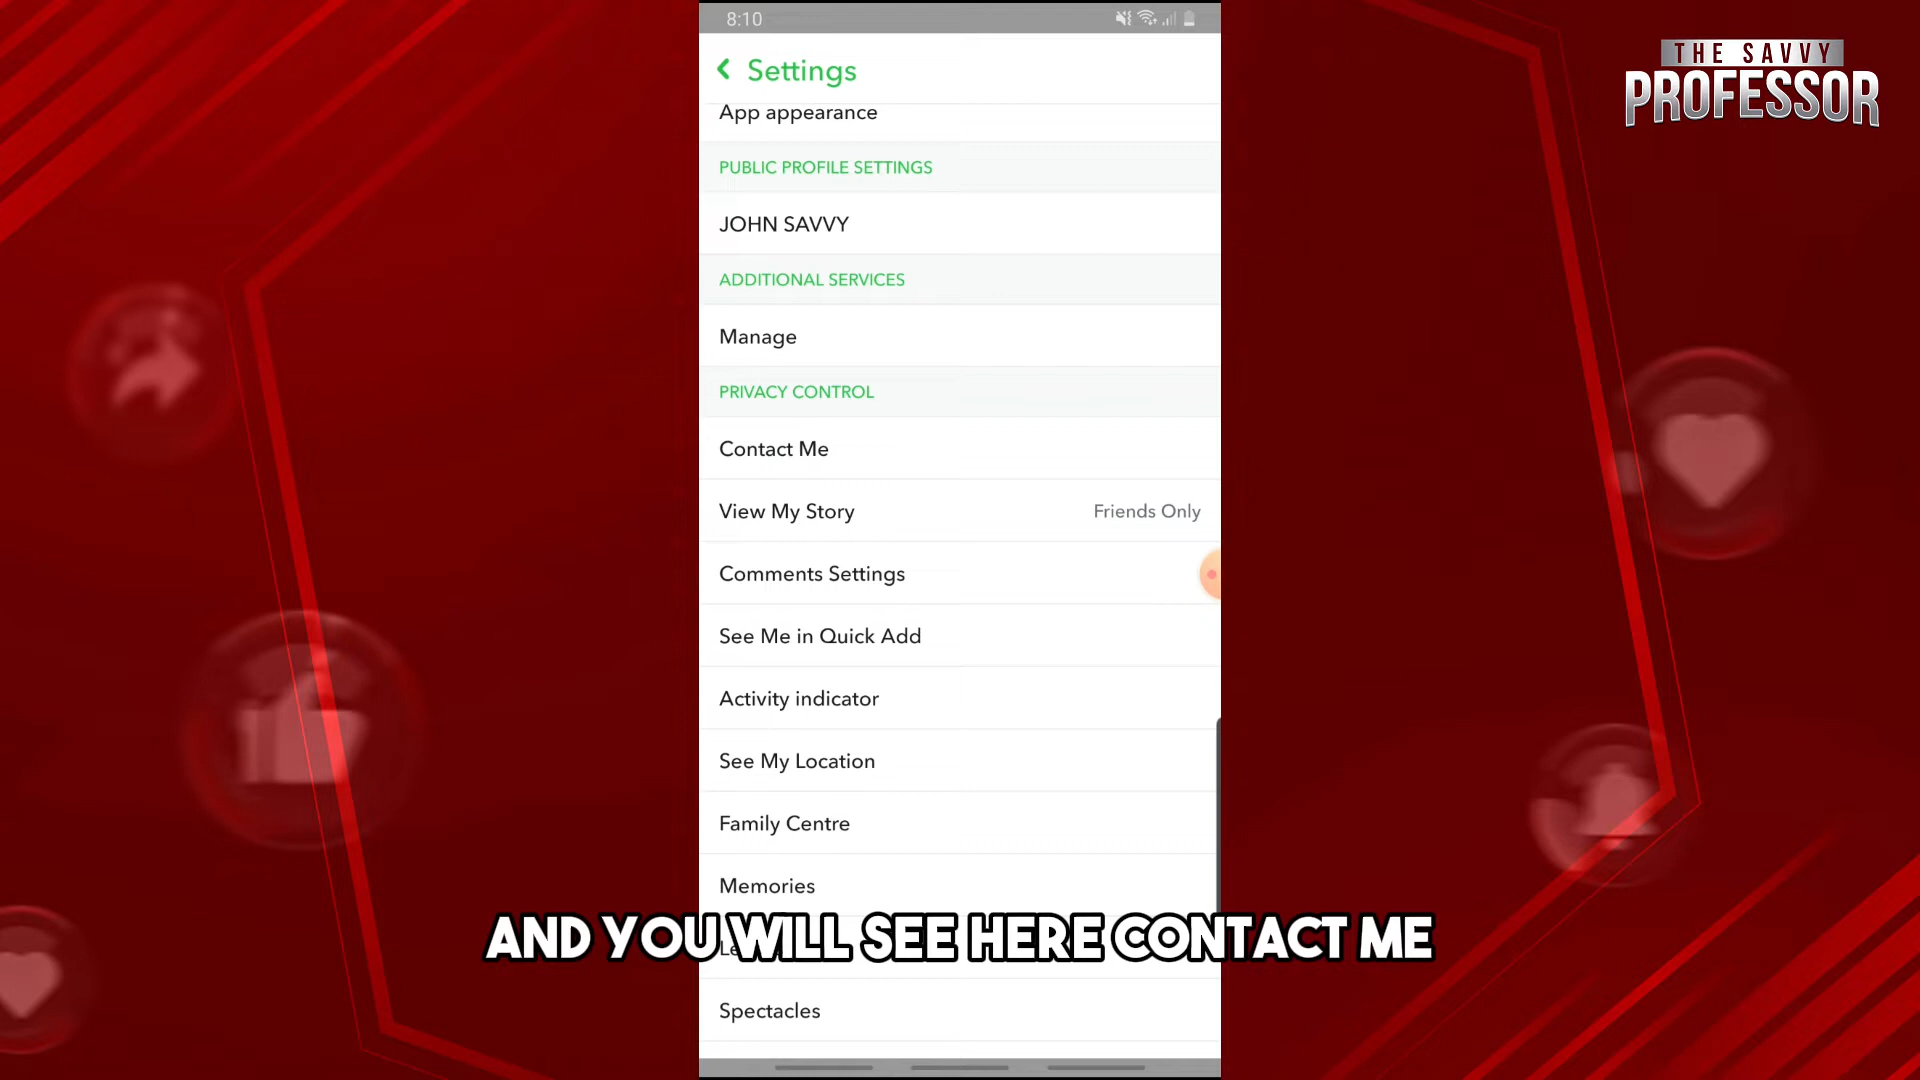 8:10
THE SAVVY
PROFESSOR
Settings
App appearance
PUBLIC PROFILE SETTINGS
JOHN SAVVY
ADDITIONAL SERVICES
Manage
PRIVACY CONTROL
Contact Me
View My Story Friends Only
Comments Settings
See Me in Quick Add
Activity indicator
See My Location
Family Centre
Memories
AND YOU WILL SEE HERE CONTACT ME
Spectacles